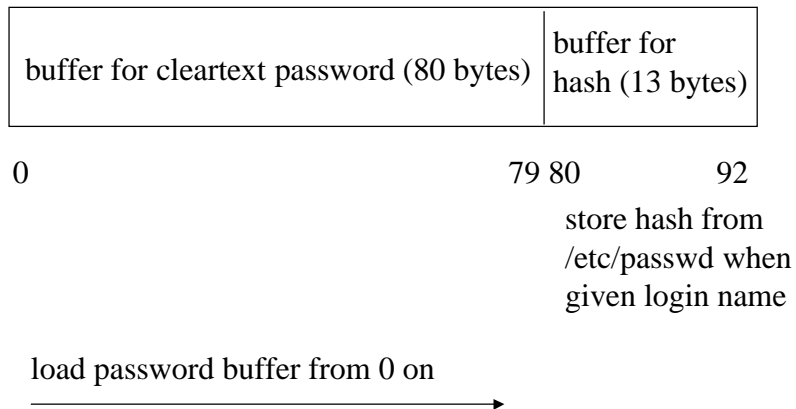 buffer for cleartext password (80 bytes)
buffer for
hash (13 bytes)
0
79 80
92
store hash from
/etc/passwd when
given login name
load password buffer from 0 on